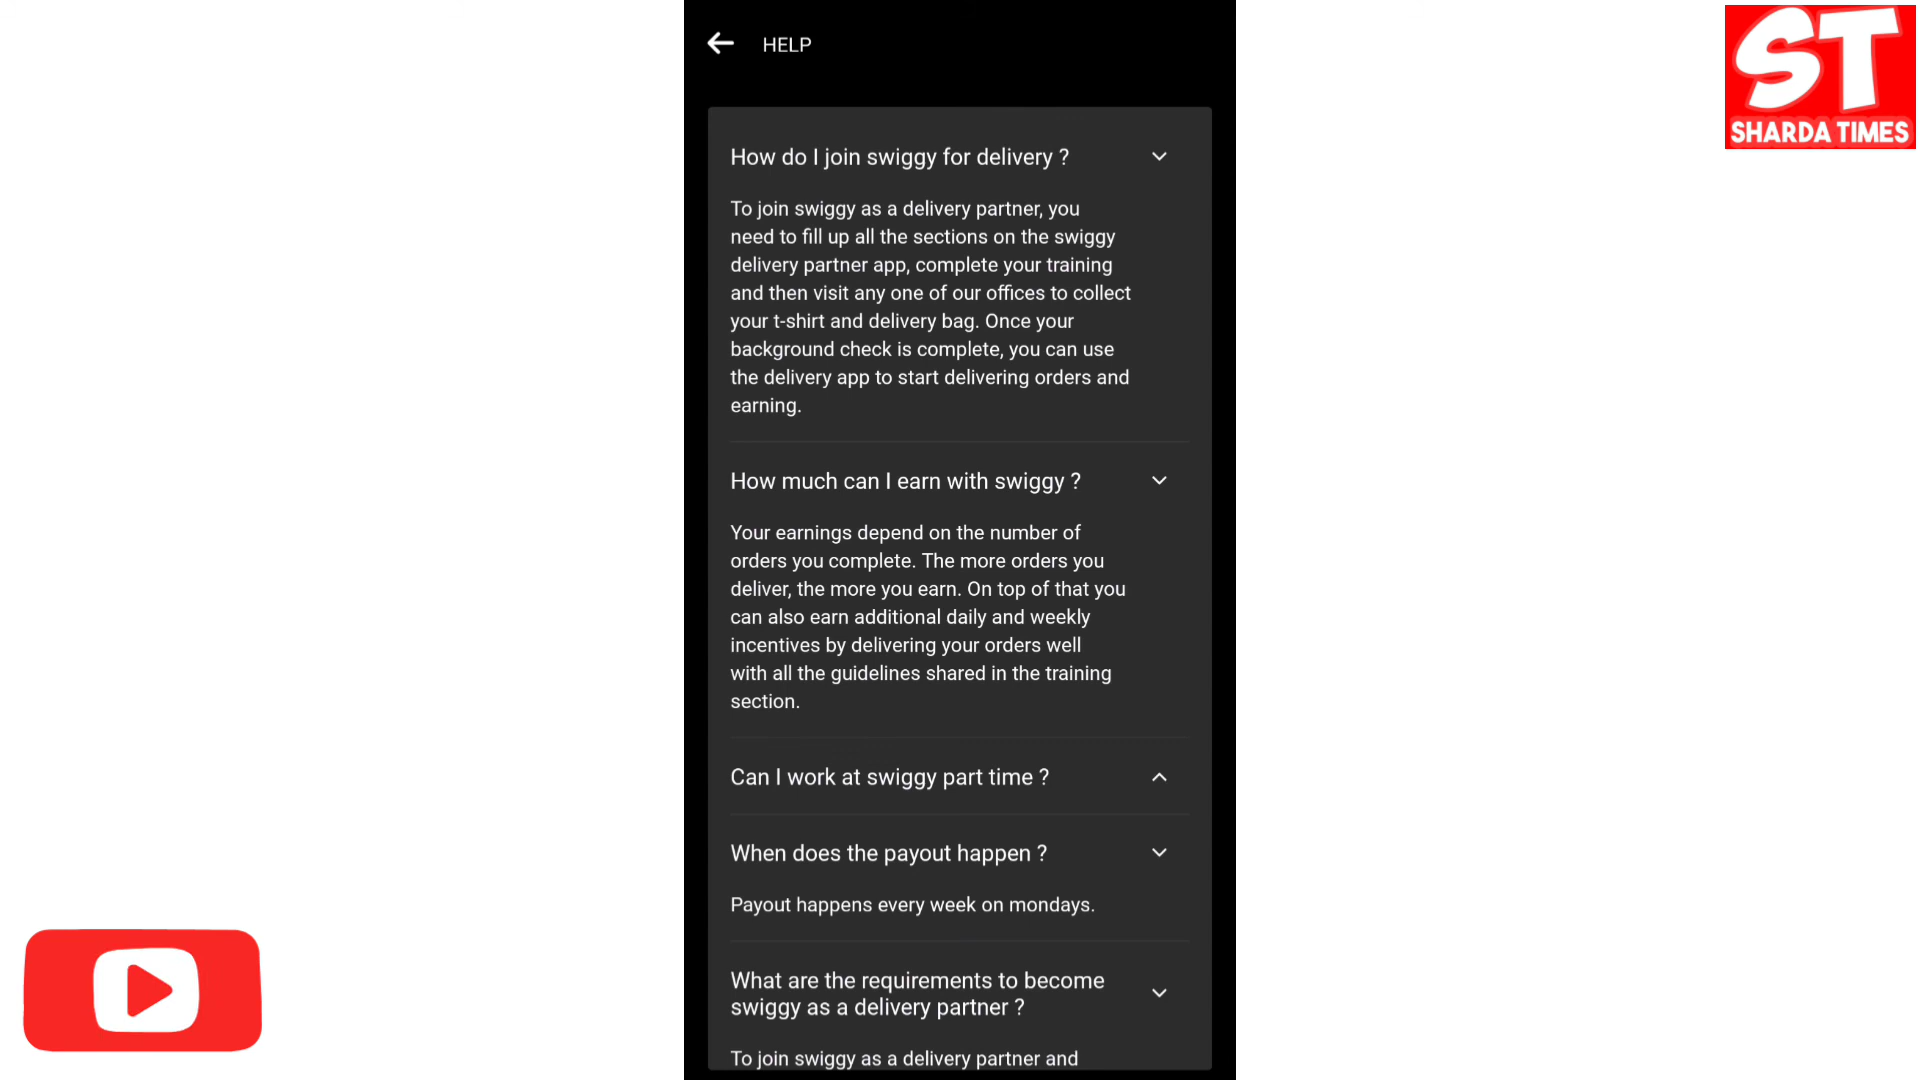 HELP
ST
SHARDA TIMES
How do I join swiggy for delivery ?
To join swiggy as a delivery partner, you
need to fill up all the sections on the swiggy
delivery partner app, complete your training
and then visit any one of our offices to collect
your t-shirt and delivery bag. Once your
background check is complete, you can use
the delivery app to start delivering orders and
earning.
How much can I earn with swiggy ?
Your earnings depend on the number of
orders you complete. The more orders you
deliver, the more you earn. On top of that you
can also earn additional daily and weekly
incentives by delivering your orders well
with all the guidelines shared in the training
section.
Can I work at swiggy part time ?
When does the payout happen ?
Payout happens every week on mondays.
What are the requirements to become
swiggy as a delivery partner ?
To join swiggy as a delivery partner and